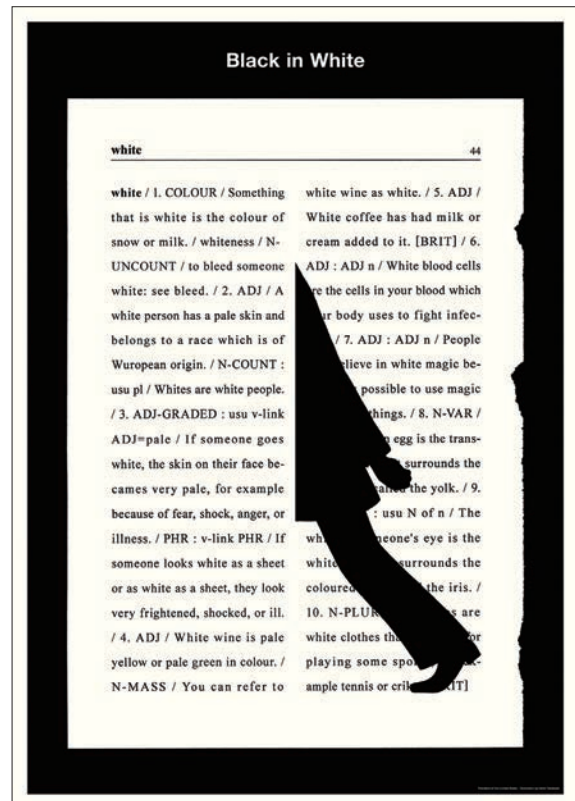 Black in White
white 44
white / 1. COLOUR / Something
that is white is the colour of
snow or milk. / whiteness / N-
UNCOUNT / to bleed someone
white: see bleed. / 2. ADJ / A
white person has a pale skin and
belongs to a race which is of
Wuropean origin. / N-COUNT :
usu pl / Whites are white people.
/ 3. ADJ-GRADED : usu v-link
ADJ=pale / If someone goes
white, the skin on their face be-
cames very pale, for example
because of fear, shock, anger, or
illness. / PHR : v-link PHR / If
someone looks white as a sheet
or as white as a sheet, they look
very frightened, shocked, or ill.
/ 4. ADJ / White wine is pale
yellow or pale green in colour. /
N-MASS / You can refer to
white wine as white. / 5. ADJ /
White coffee has had milk or
cream added to it. [BRIT] / 6.
ADJ : ADJ n / White blood cells
are the cells in your blood which
your body uses to fight infec-
/ 7. ADJ : ADJ n / People
believe in white magic be-
possible to use magic
things. / 8. N-VAR /
egg is the trans-
surrounds the
the yolk. / 9.
: usu N of n / The
someone's eye is the
white surrounds the
coloured the iris. /
10. N-PLUR are
white clothes
playing some
ample tennis or